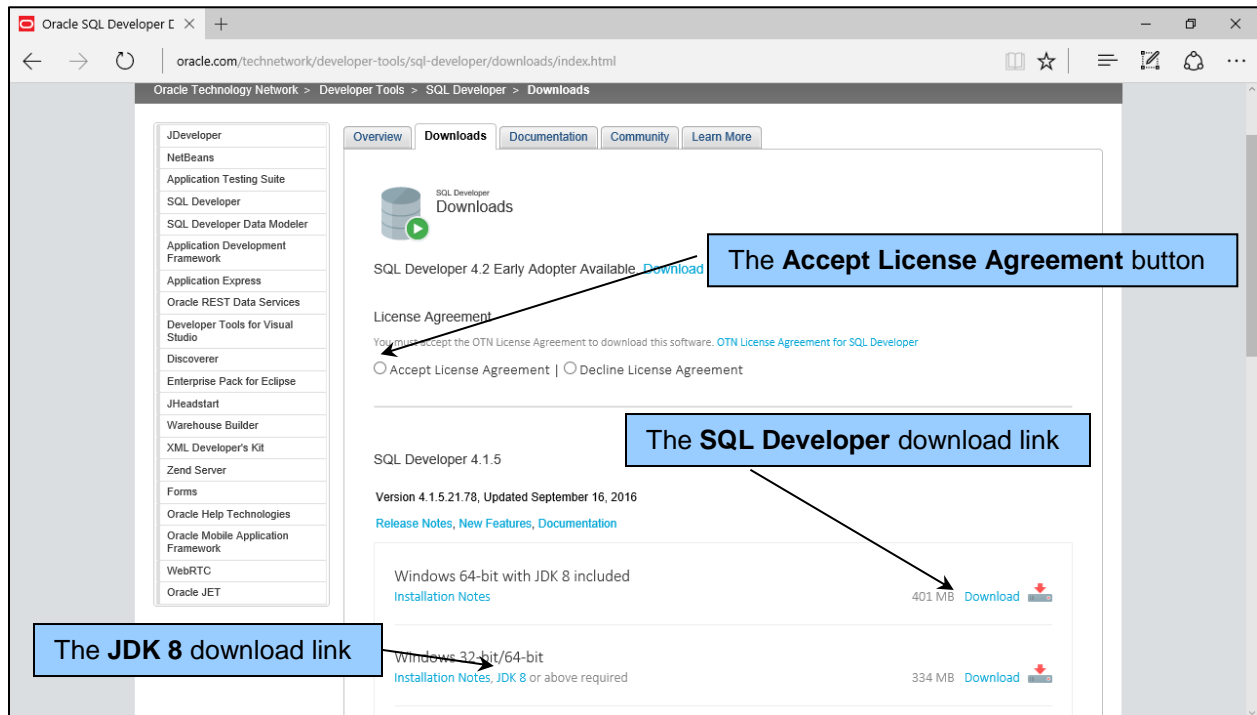 Oracle SQL Developer D
oracle.com/technetwork/developer-tools/sql-developer/downloads/index.html
Oracle Technology Network > Developer Tools > SQL Developer > Downloads
JDeveloper
NetBeans
Application Testing Suite
SQL Developer
SQL Developer Data Modeler
Application Development
Framework
Application Express
Oracle REST Data Services
Developer Tools for Visual
Studio
Discoverer
Enterprise Pack for Eclipse
JHeadstart
Warehouse Builder
XML Developer's Kit
Zend Server
Forms
Oracle Help Technologies
Oracle Mobile Application
Framework
WebRTC
Oracle JET
Overview Downloads Documentation Community Learn More
SQL Developer
Downloads
SQL Developer 4.2 Early Adopter Available. Download
The Accept License Agreement button
License Agreement
You must accept the OTN License Agreement to download this software. OTN License Agreement for SQL Developer
Accept License Agreement | Decline License Agreement
The SQL Developer download link
SQL Developer 4.1.5
Version 4.1.5.21.78, Updated September 16, 2016
Release Notes, New Features, Documentation
Windows 64-bit with JDK 8 included
Installation Notes 401 MB Download
The JDK 8 download link
Windows 32-bit/64-bit
Installation Notes, JDK 8 or above required 334 MB Download